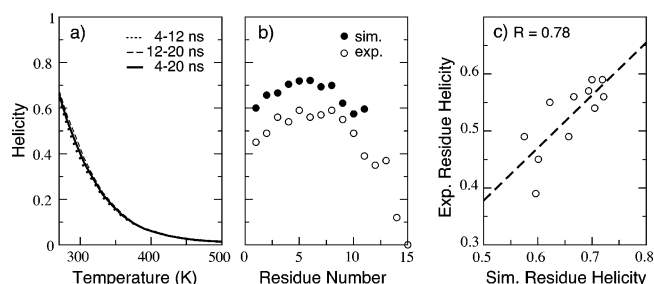 a)
4-12 ns
12-20 ns
4-20 ns
Helicity
1
0.8
0.6
0.4
0.2
0
300
400
500
Temperature (K)
b)
sim.
exp.
0
5
10
15
Residue Number
c) R = 0.78
Exp. Residue Helicity
0.6
0.5
0.4
0.3
0.5
0.6
0.7
0.8
Sim. Residue Helicity